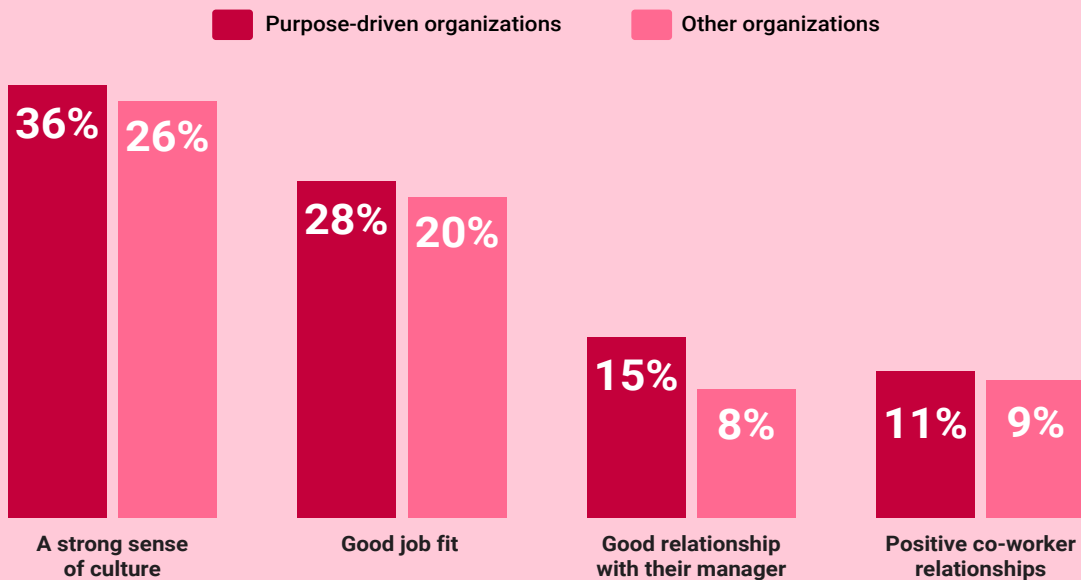 Purpose-driven organizations
Other organizations
36%
26%
28%
20%
15%
8%
11%
9%
A strong sense
of culture
Good job fit
Good relationship
with their manager
Positive co-worker
relationships